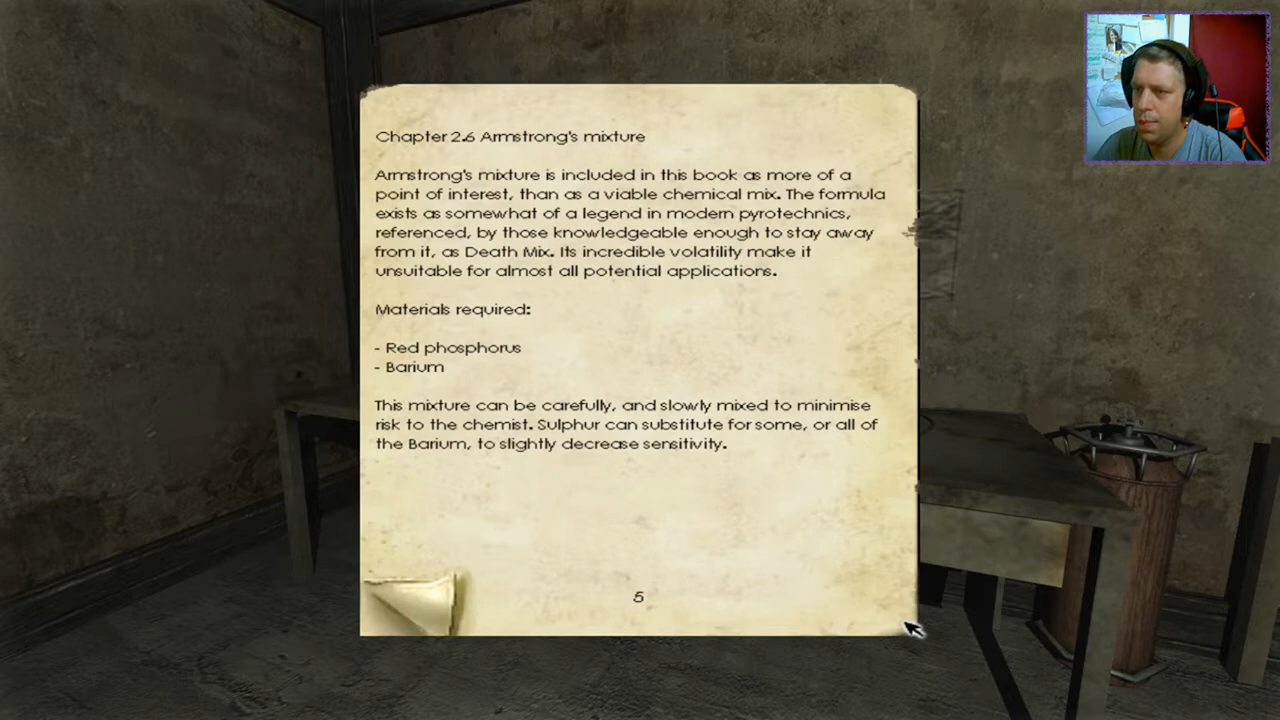 Chapter 2.6 Armstrong's mixture
Armstrong's mixture is included in this book as more of a
point of interest, than as a viable chemical mix. The formula
exists as somewhat of a legend in modern pyrotechnics,
referenced, by those knowledgeable enough to stay away
from it, as Death Mix. Its incredible volatility make it
unsuitable for almost all potential applications.
Materials required:
- Red phosphorus
- Barium
This mixture can be carefully, and slowly mixed to minimise
risk to the chemist. Sulphur can substitute for some, or all of
the Barium, to slightly decrease sensitivity.
5